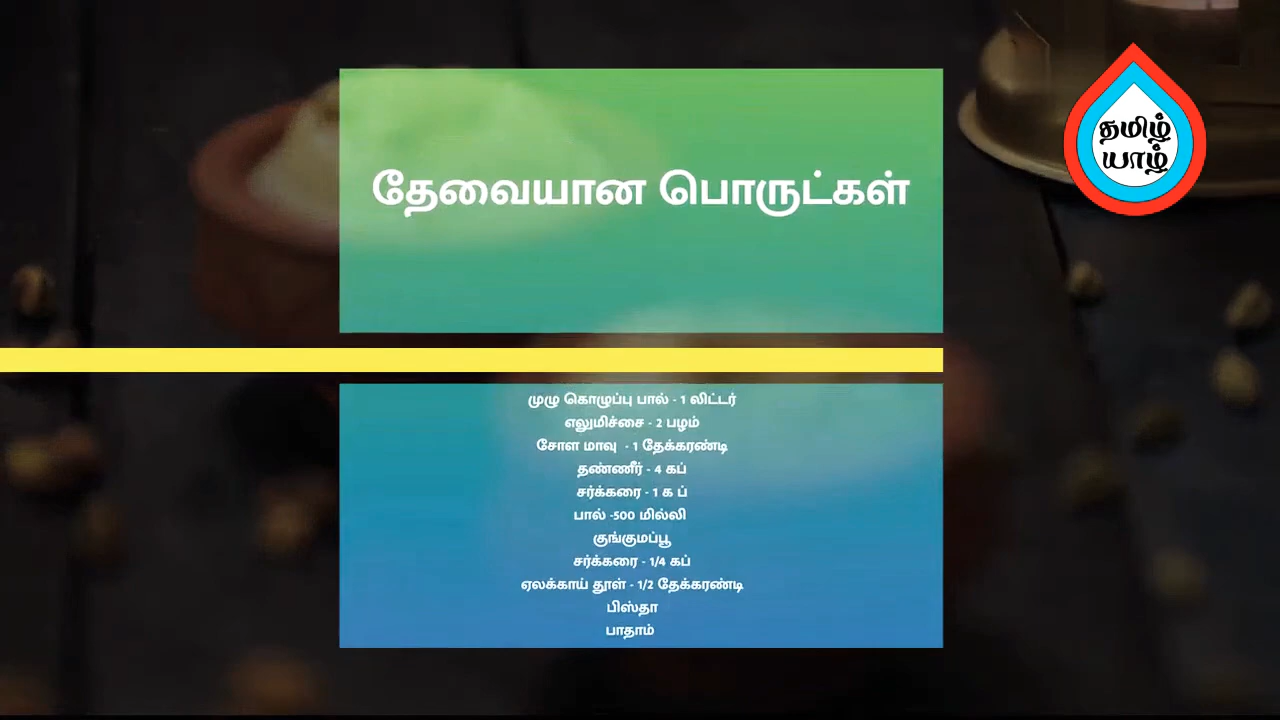 தமிழ்
யாழ்
தேவையான பொருட்கள்
முழு கொழுப்பு பால் - 1 லிட்டர்
எலுமிச்சை - 2 பழம்
சோள மாவு - 1 தேக்கரண்டி
தண்ணீர் - 4 கப்
சர்க்கரை - 1 க ப்
பால் -500 மில்லி
குங்குமப்பூ
சர்க்கரை - 1/4 கப்
ஏலக்காய் தூள் - 1/2 தேக்கரண்டி
பிஸ்தா
பாதாம்